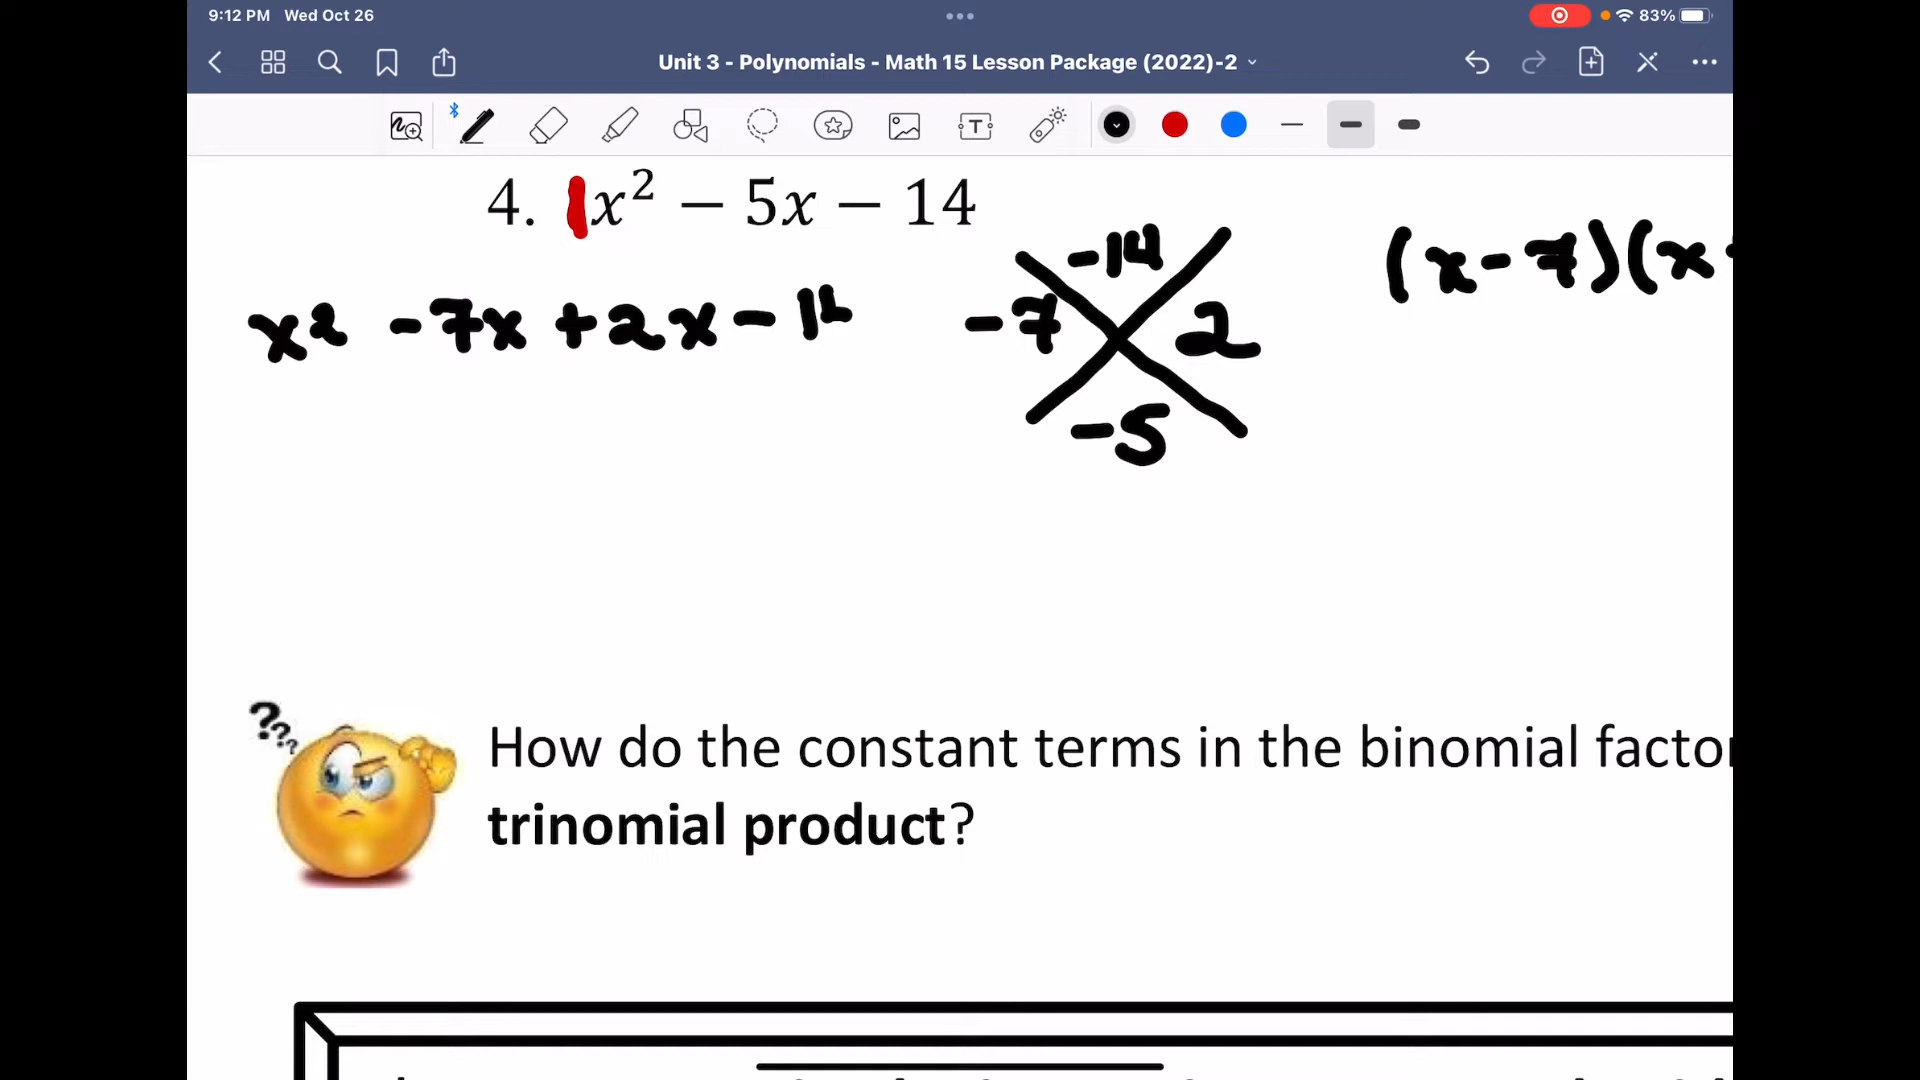 9:12 PM Wed Oct 26
83%
Unit 3 - Polynomials - Math 15 Lesson Package (2022)-2
4. 1x² − 5x − 14
-14
(x-7)(x
x² -7x +2x - 14
-7 2
-5
???
How do the constant terms in the binomial factor
trinomial product?